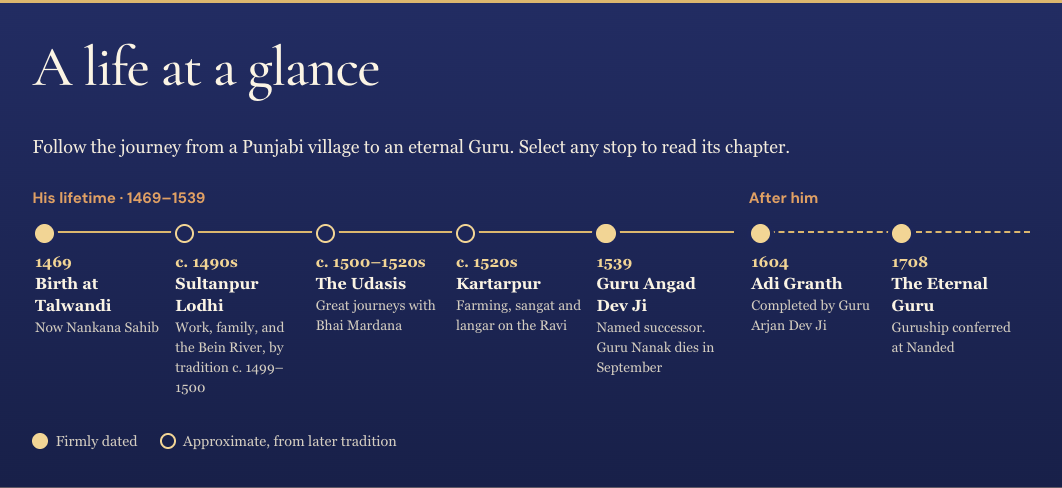 A life at a glance
Follow the journey from a Punjabi village to an eternal Guru. Select any stop to read its chapter.
His lifetime · 1469–1539
1469
Birth at
Talwandi
Now Nankana Sahib
c. 1490s
Sultanpur
Lodhi
Work, family, and
the Bein River, by
tradition c. 1499–
1500
c. 1500–1520s
The Udasis
Great journeys with
Bhai Mardana
c. 1520s
Kartarpur
Farming, sangat and
langar on the Ravi
1539
Guru Angad
Dev Ji
Named successor.
Guru Nanak dies in
September
After him
1604
Adi Granth
Completed by Guru
Arjan Dev Ji
1708
The Eternal
Guru
Guruship conferred
at Nanded
Firmly dated
Approximate, from later tradition